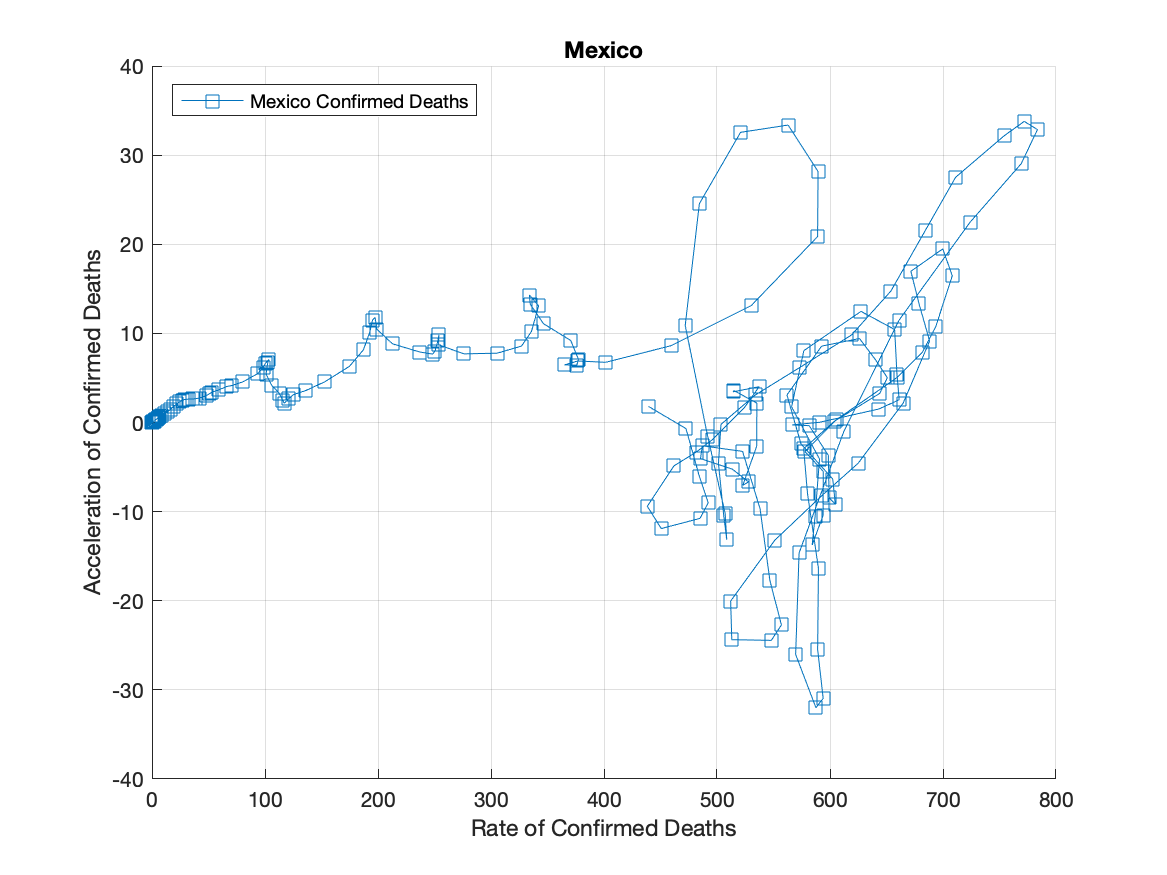 Mexico
Mexico Confirmed Deaths
Acceleration of Confirmed Deaths
40
30
20
10
0
-10
-20
-30
-40
0 100 200 300 400 500 600 700 800
Rate of Confirmed Deaths